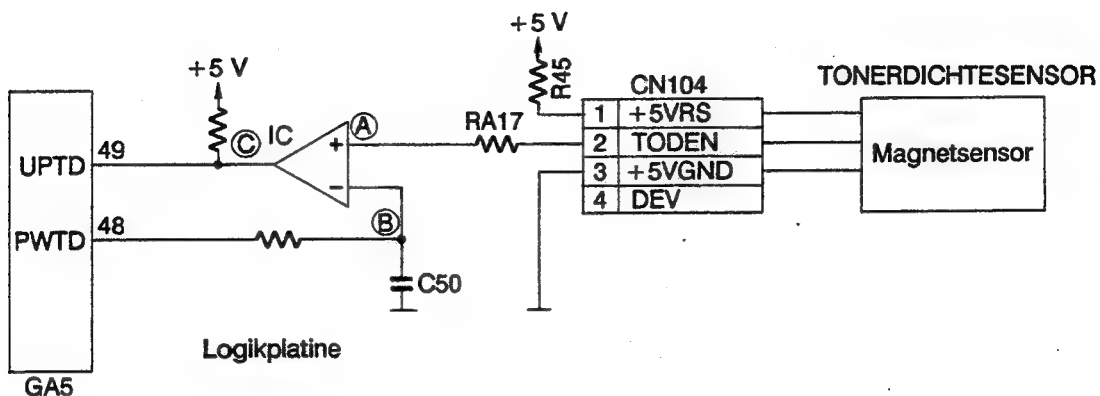 +5 V
R45
CN104
TONERDICHTESENSOR
+5 V
1 +5VRS
RA17
2 TODEN
Magnetsensor
3 +5VGND
4 DEV
A
+
C
IC
UPTD 49
−
B
PWTD 48
C50
Logikplatine
GA5